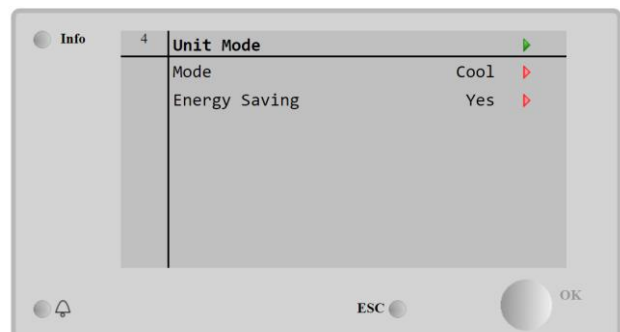 Info
4 Unit Mode
Mode Cool
Energy Saving Yes
ESC
OK